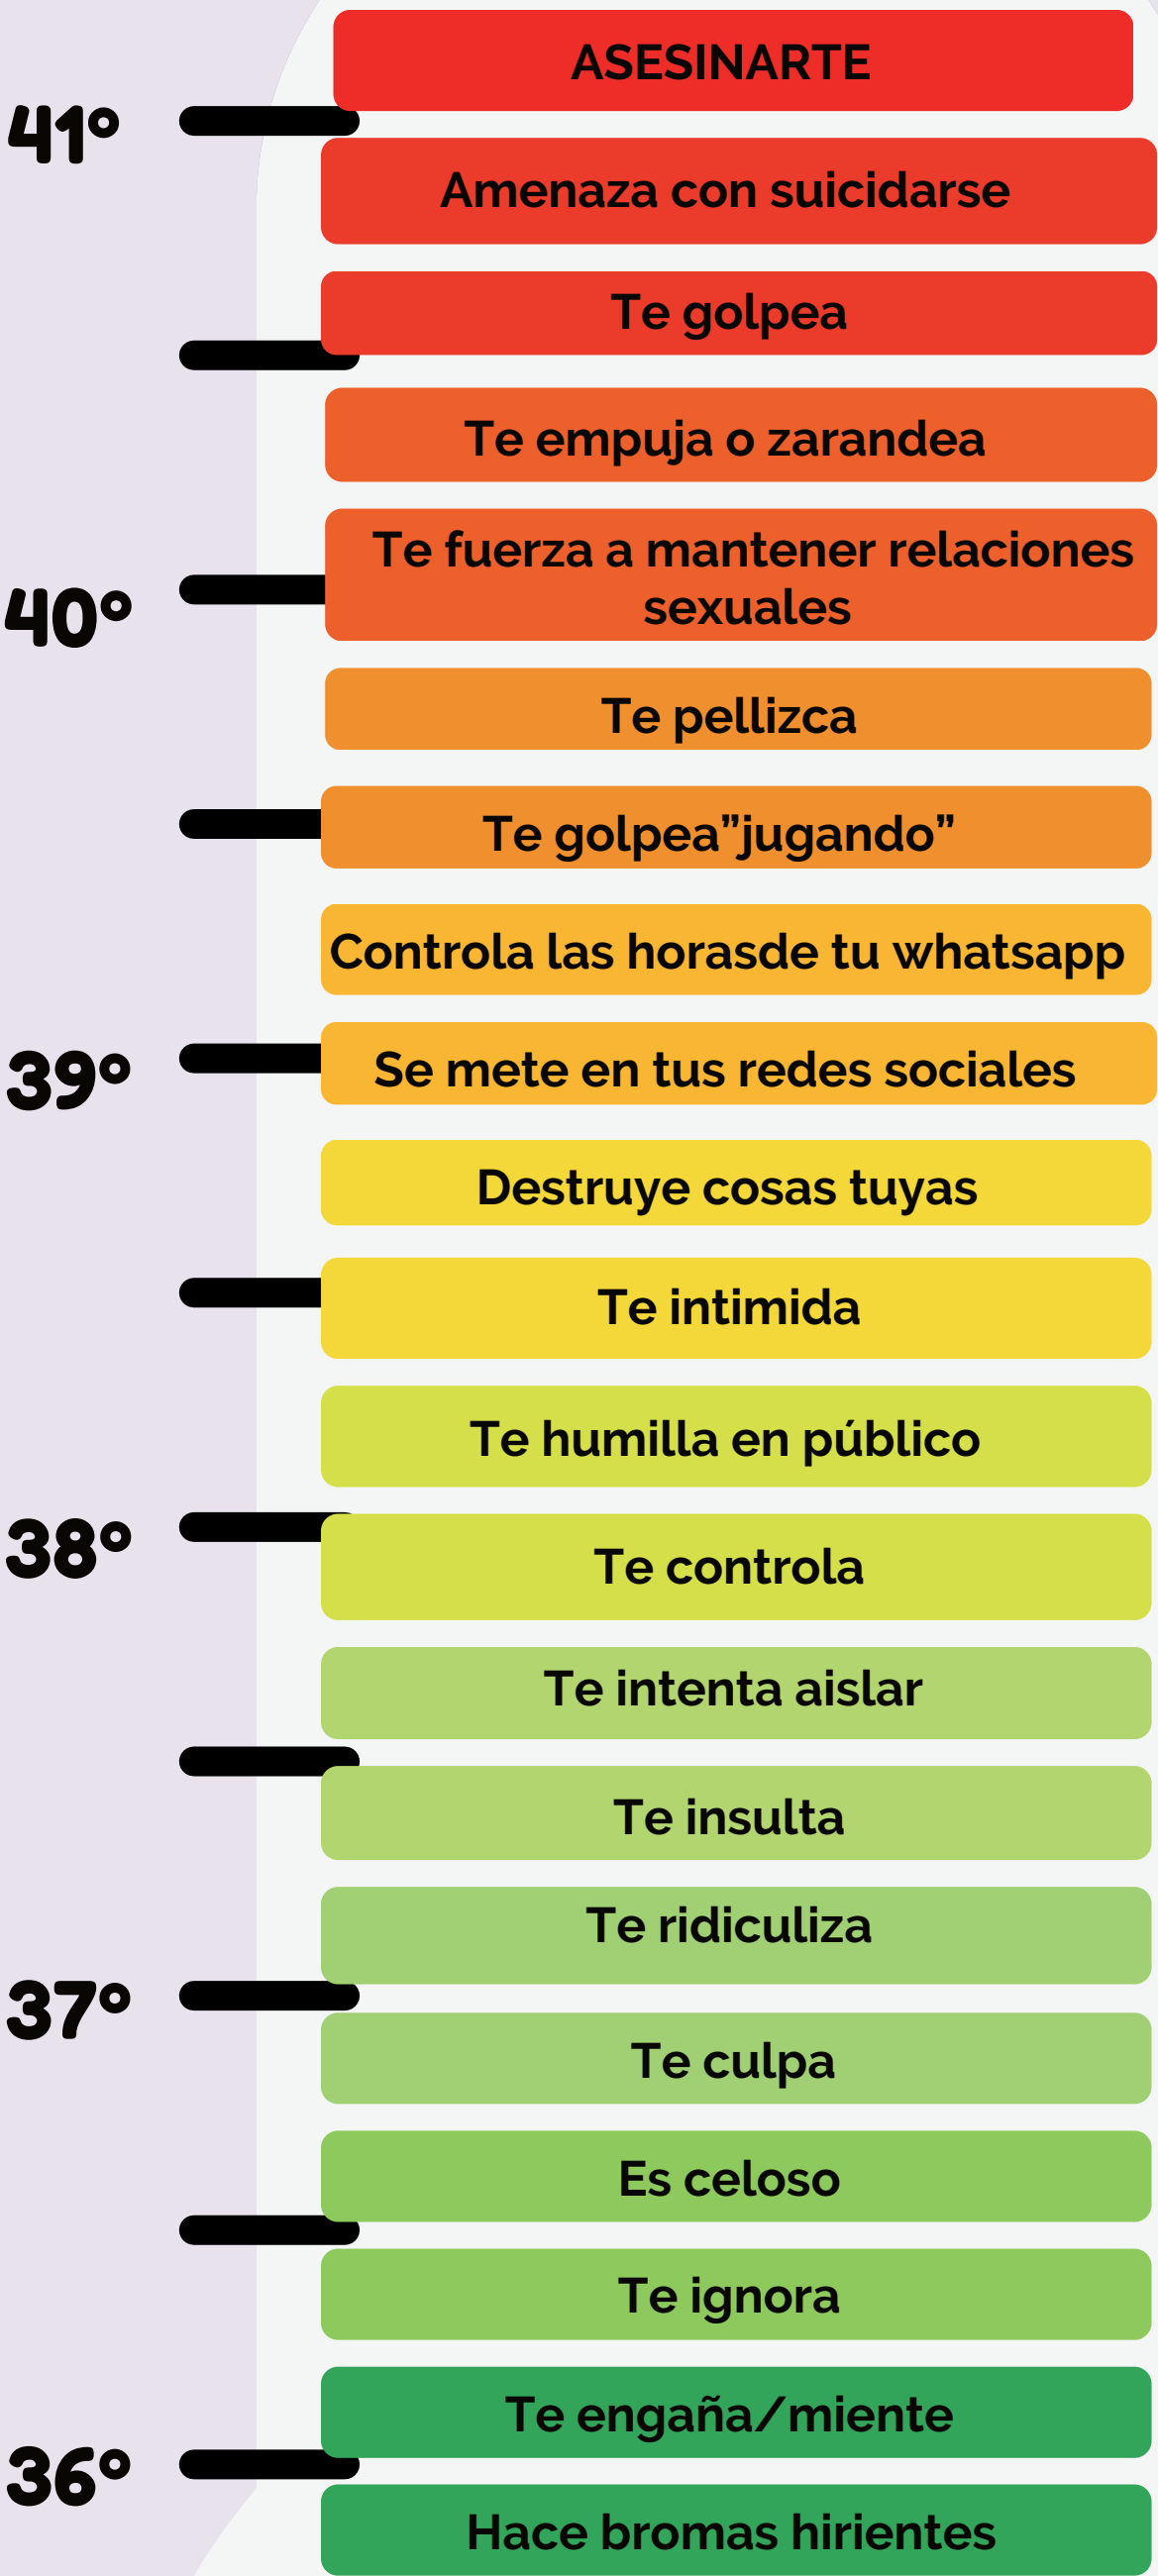 ASESINARTE
41°
Amenaza con suicidarse
Te golpea
Te empuja o zarandea
Te fuerza a mantener relaciones
sexuales
40°
Te pellizca
Te golpea”jugando”
Controla las horasde tu whatsapp
39°
Se mete en tus redes sociales
Destruye cosas tuyas
Te intimida
Te humilla en público
38°
Te controla
Te intenta aislar
Te insulta
Te ridiculiza
37°
Te culpa
Es celoso
Te ignora
Te engaña/miente
36°
Hace bromas hirientes